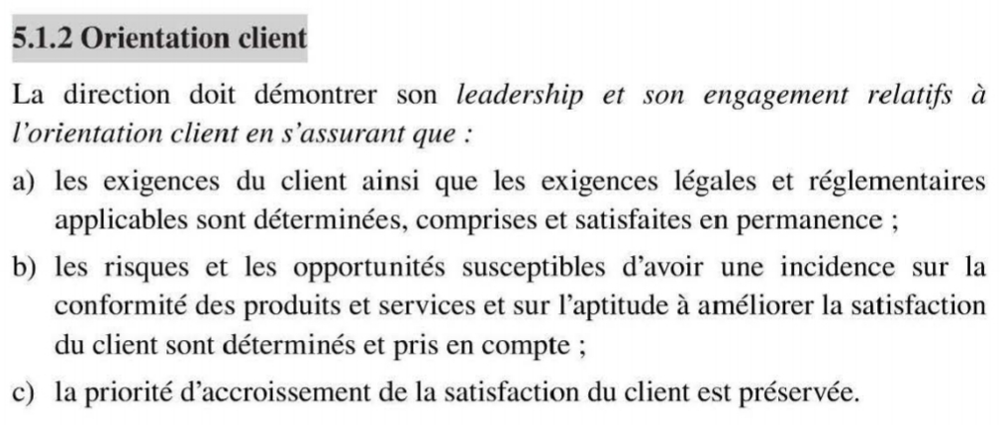 5.1.2 Orientation client
La direction doit démontrer son leadership et son engagement relatifs à
l’orientation client en s’assurant que :
a) les exigences du client ainsi que les exigences légales et réglementaires
applicables sont déterminées, comprises et satisfaites en permanence ;
b) les risques et les opportunités susceptibles d’avoir une incidence sur la
conformité des produits et services et sur l’aptitude à améliorer la satisfaction
du client sont déterminés et pris en compte ;
c) la priorité d’accroissement de la satisfaction du client est préservée.